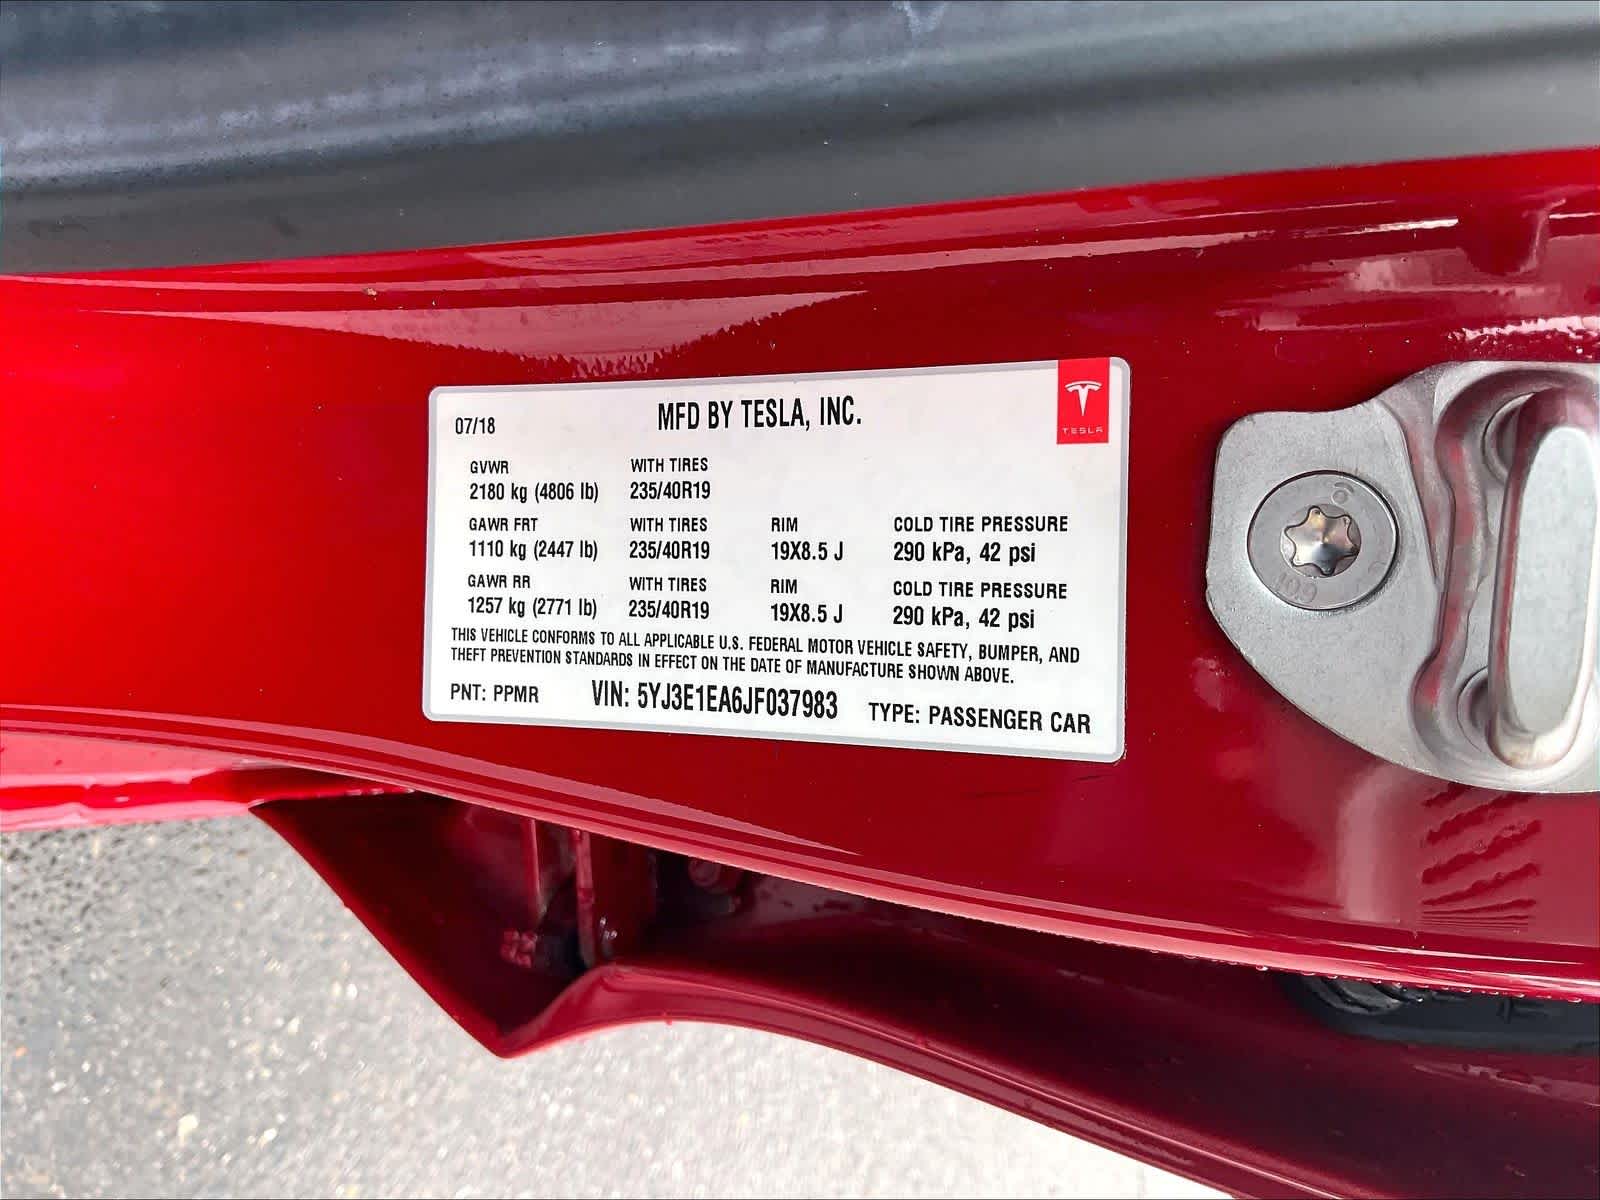 07/18 MFD BY TESLA, INC.
TESLA
GVWR WITH TIRES
2180 kg (4806 lb) 235/40R19
GAWR FRT WITH TIRES RIM COLD TIRE PRESSURE
1110 kg (2447 lb) 235/40R19 19X8.5 J 290 kPa, 42 psi
GAWR RR WITH TIRES RIM COLD TIRE PRESSURE
1257 kg (2771 lb) 235/40R19 19X8.5 J 290 kPa, 42 psi
THIS VEHICLE CONFORMS TO ALL APPLICABLE U.S. FEDERAL MOTOR VEHICLE SAFETY, BUMPER, AND
THEFT PREVENTION STANDARDS IN EFFECT ON THE DATE OF MANUFACTURE SHOWN ABOVE.
PNT: PPMR VIN: 5YJ3E1EA6JF037983 TYPE: PASSENGER CAR